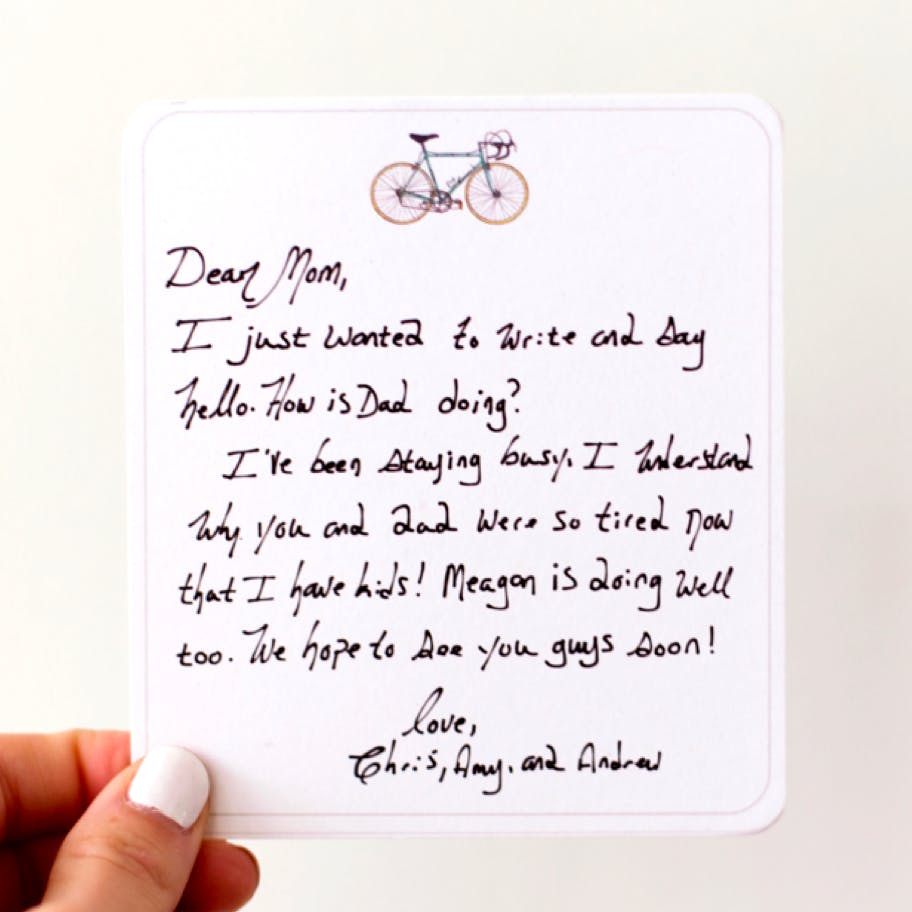 Dear Mom,
I just wanted to write and say
hello. How is Dad doing?
I've been staying busy. I understand
why you and dad were so tired now
that I have kids! Meagan is doing well
too. We hope to see you guys soon!
love,
Chris, Amy, and Andrew